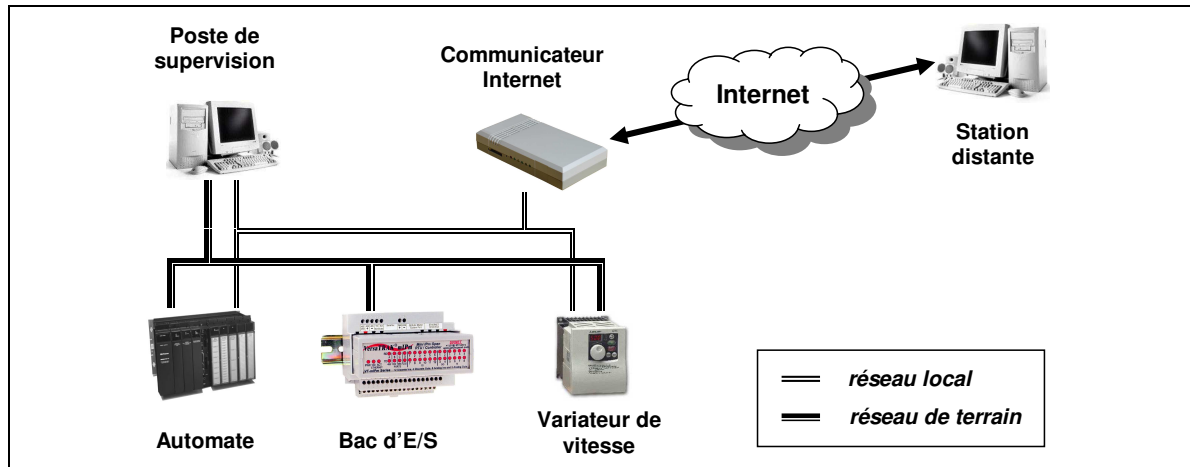 Poste de
supervision
Communicateur
Internet
Internet
Station
distante
Automate
Bac d'E/S
Variateur de
vitesse
réseau local
réseau de terrain